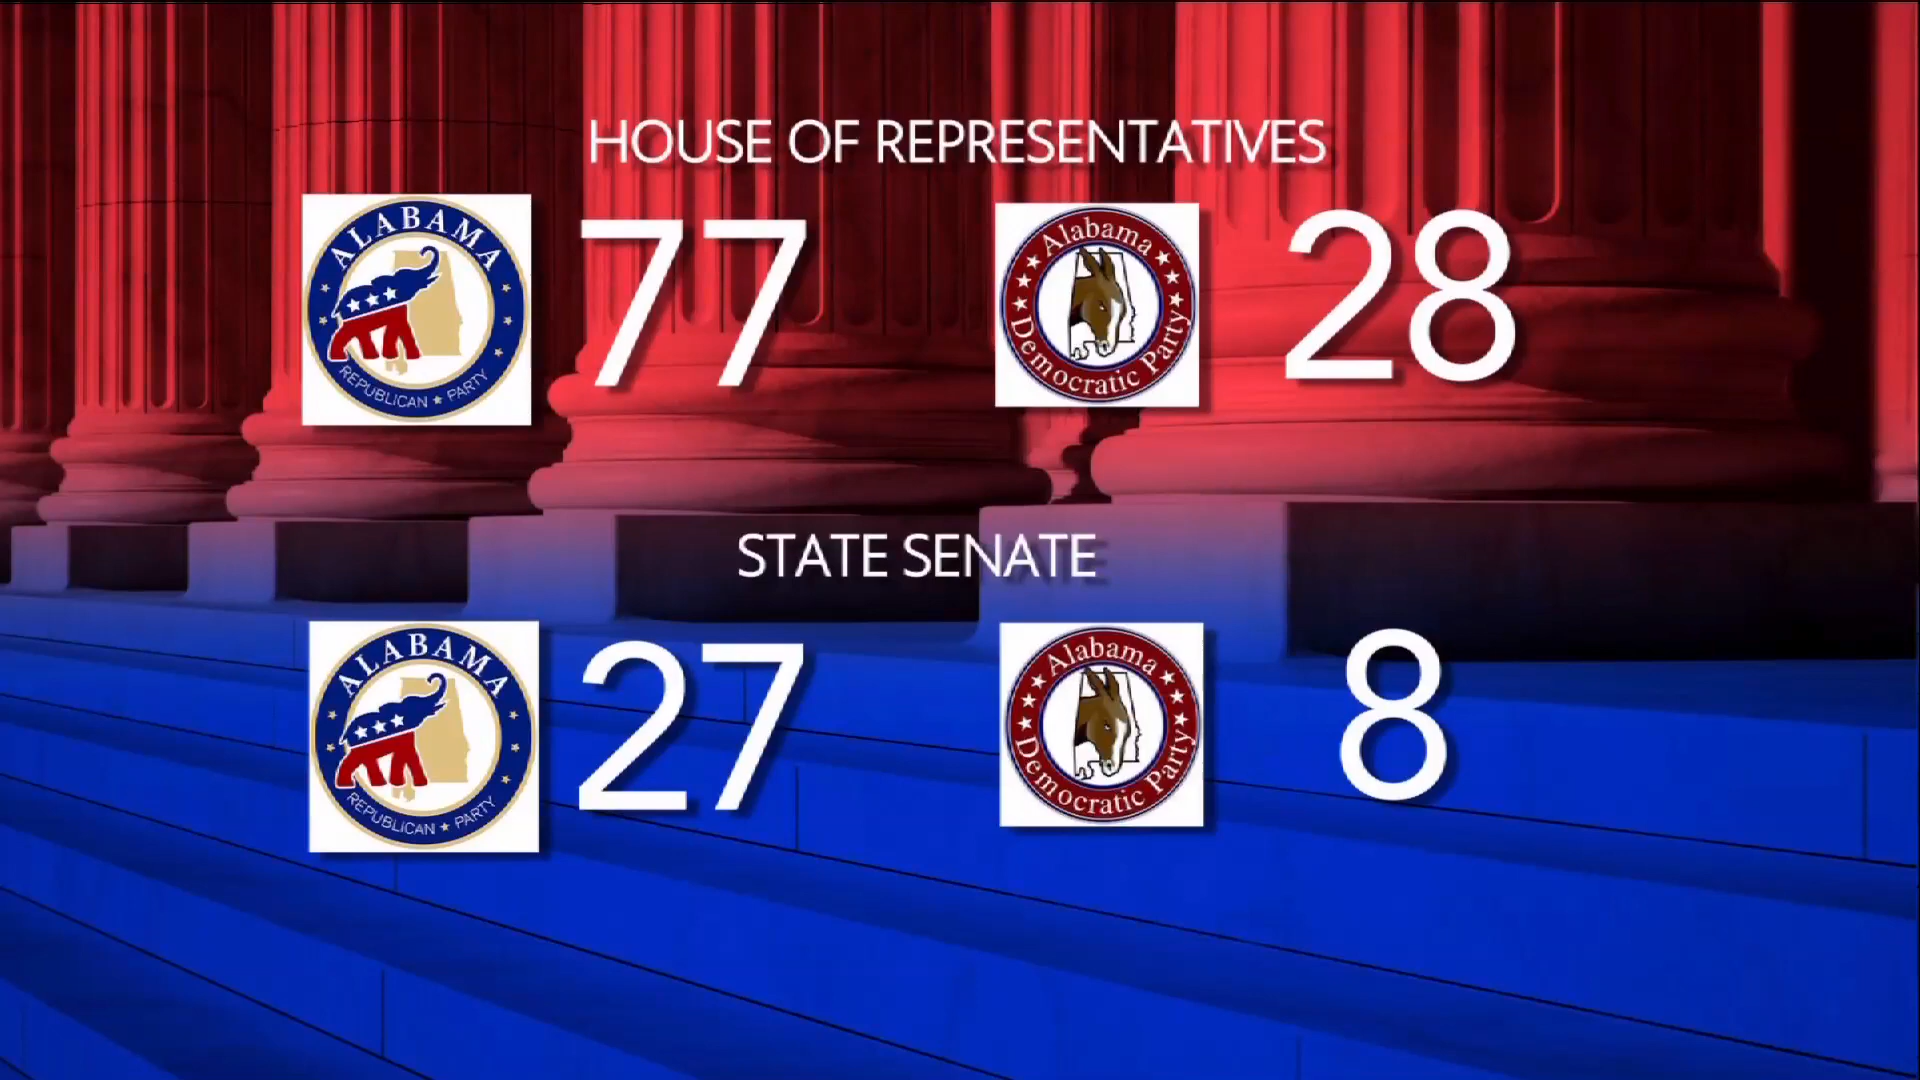 HOUSE OF REPRESENTATIVES
ALABAMA
REPUBLICAN ★ PARTY
77
Alabama
Democratic Party
28
STATE SENATE
ALABAMA
REPUBLICAN ★ PARTY
27
Alabama
Democratic Party
8